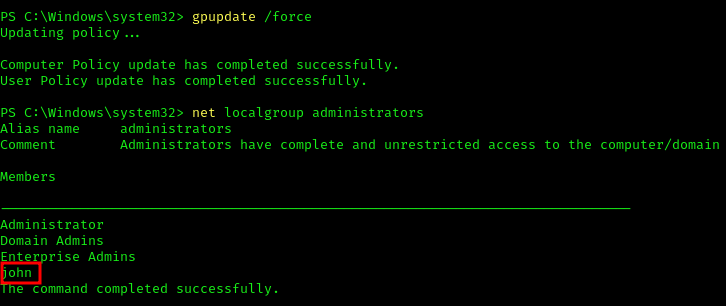 PS C:\Windows\system32> gpupdate /force
Updating policy...
Computer Policy update has completed successfully.
User Policy update has completed successfully.
PS C:\Windows\system32> net localgroup administrators
Alias name     administrators
Comment        Administrators have complete and unrestricted access to the computer/domain
Members
-------------------------------------------------------------------------------
Administrator
Domain Admins
Enterprise Admins
john
The command completed successfully.